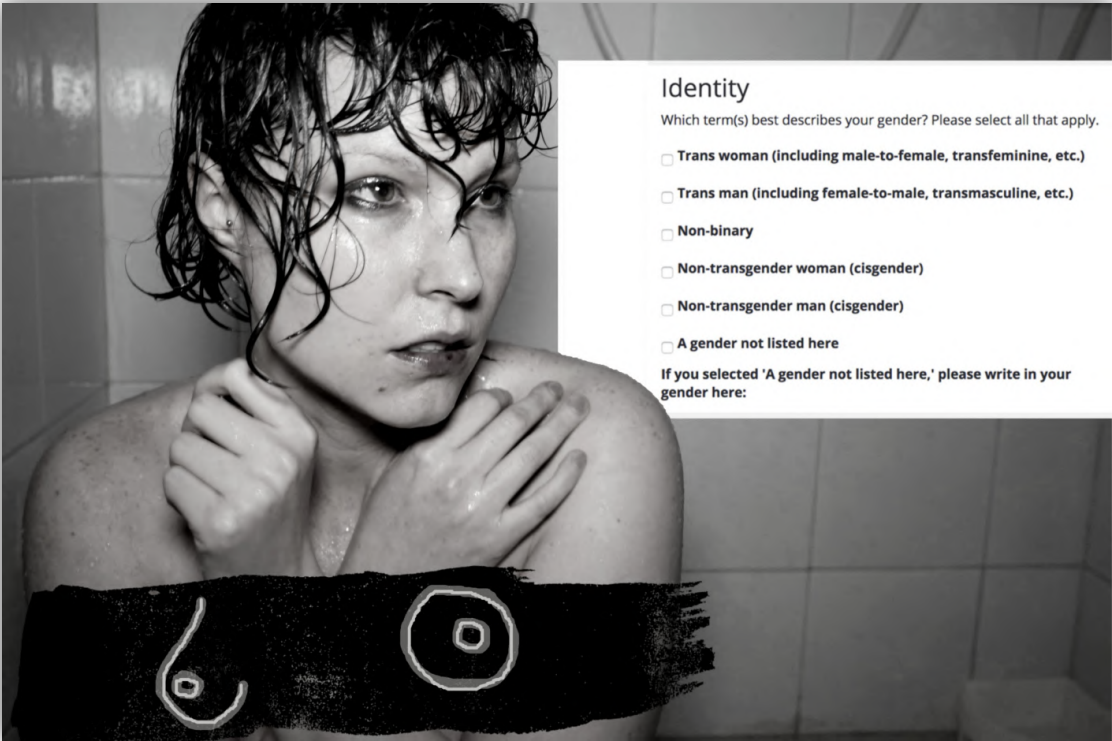 Identity
Which term(s) best describes your gender? Please select all that apply.
Trans woman (including male-to-female, transfeminine, etc.)
Trans man (including female-to-male, transmasculine, etc.)
Non-binary
Non-transgender woman (cisgender)
Non-transgender man (cisgender)
A gender not listed here
If you selected 'A gender not listed here,' please write in your
gender here: